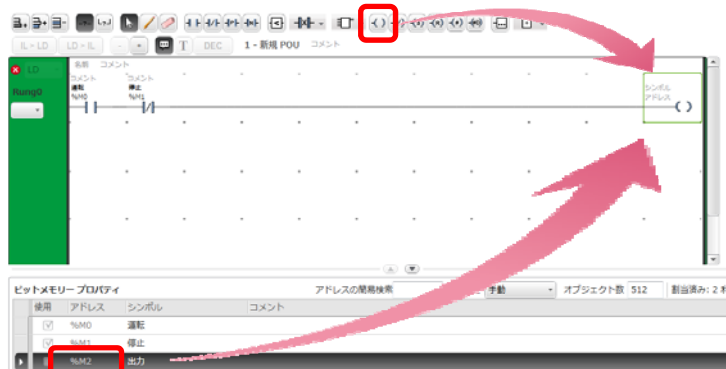 IL > LD LD > IL - + T DEC 1 - 新規 POU コメント
LD 名前 コメント
Rung0
コメント コメント
運転 停止
%M0 %M1
シンボル
アドレス
ビットメモリー プロパティ アドレスの簡易検索 手動 オブジェクト数 512 割当済み: 2
使用 アドレス シンボル コメント
%M0 運転
%M1 停止
%M2 出力